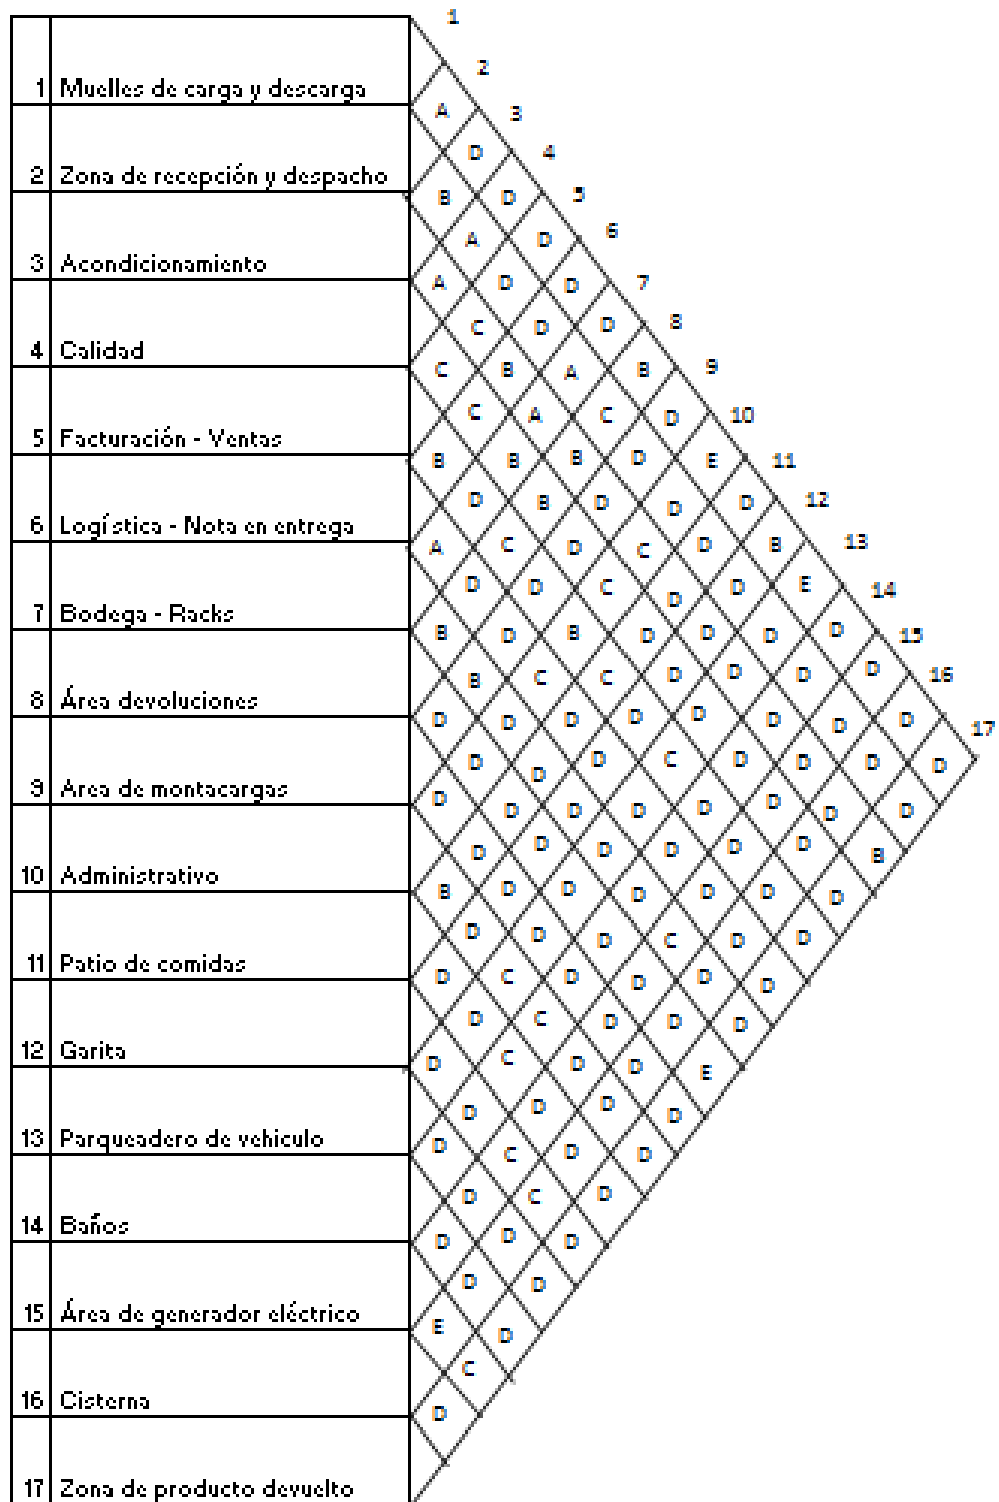 1 Muelles de carga y descarga
2 Zona de recepción y despacho
3 Acondicionamiento
4 Calidad
5 Facturación - Ventas
6 Logística - Nota en entrega
7 Bodega - Racks
8 Área devoluciones
9 Area de montacargas
10 Administrativo
11 Patio de comidas
12 Garita
13 Parqueadero de vehiculo
14 Baños
15 Área de generador eléctrico
16 Cisterna
17 Zona de producto devuelto
1 2 3 4 5 6 7 8 9 10 11 12 13 14 15 16 17
A D D D D D B D E D B E D D D D
B A D D A C D D D D D D D D D
A C B A B D C D D D D D D B
C C B B D C D D D D D D D
B D C D B C D C D D D D
A D D C D D D D D D D
B B D D D D D C D D
D D D D D D D D E
D D D D D D D D
B D C C D D D
D D C D D D
D D C C D
D D D D
D D D
E C
D